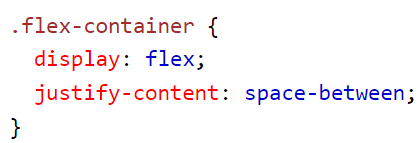 .flex-container {
  display: flex;
  justify-content: space-between;
}